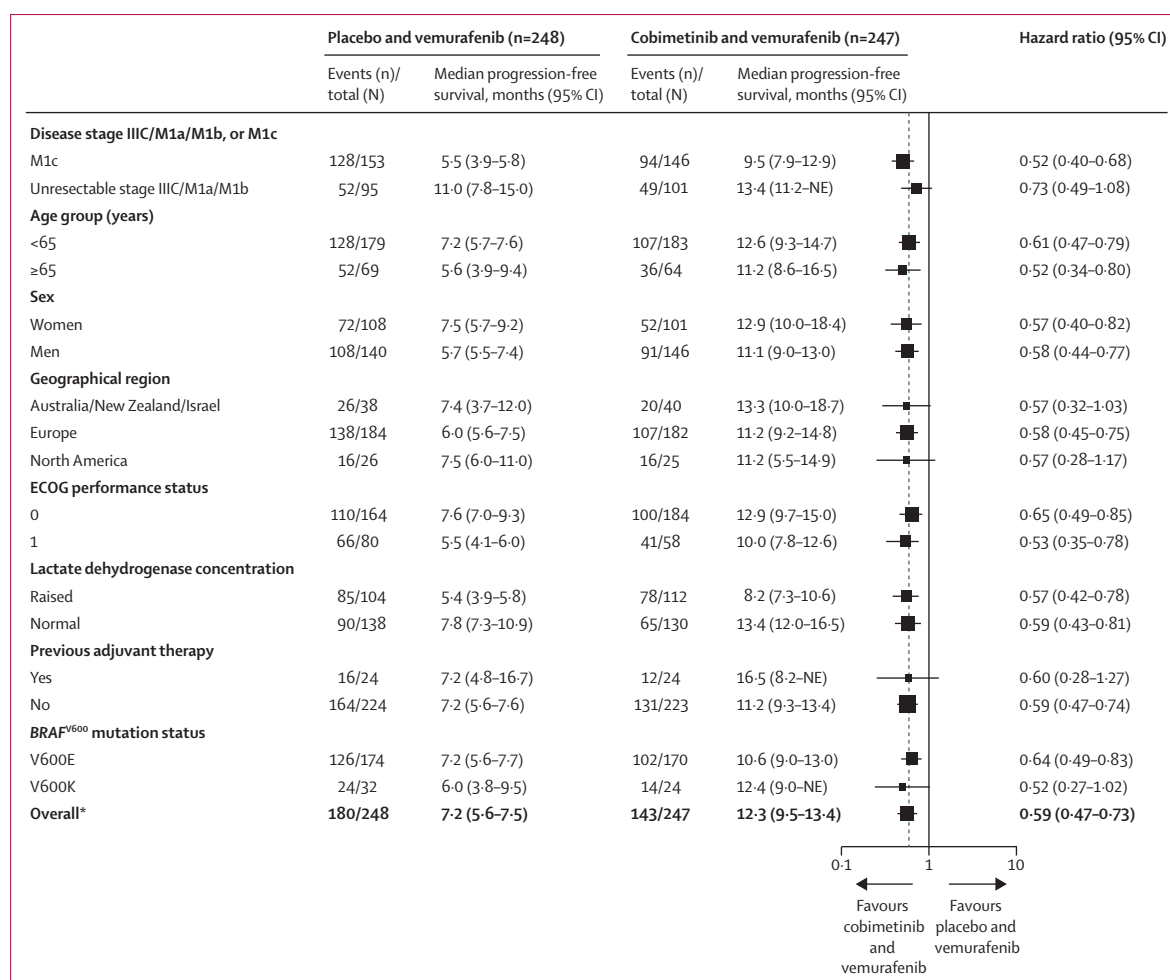 Placebo and vemurafenib (n=248) Cobimetinib and vemurafenib (n=247) Hazard ratio (95% CI)
Events (n)/ Median progression-free Events (n)/ Median progression-free
total (N) survival, months (95% CI) total (N) survival, months (95% CI)
Disease stage IIIC/M1a/M1b, or M1c
M1c 128/153 5·5 (3·9–5·8) 94/146 9·5 (7·9–12·9) 0·52 (0·40–0·68)
Unresectable stage IIIC/M1a/M1b 52/95 11·0 (7·8–15·0) 49/101 13·4 (11·2–NE) 0·73 (0·49–1·08)
Age group (years)
<65 128/179 7·2 (5·7–7·6) 107/183 12·6 (9·3–14·7) 0·61 (0·47–0·79)
≥65 52/69 5·6 (3·9–9·4) 36/64 11·2 (8·6–16·5) 0·52 (0·34–0·80)
Sex
Women 72/108 7·5 (5·7–9·2) 52/101 12·9 (10·0–18·4) 0·57 (0·40–0·82)
Men 108/140 5·7 (5·5–7·4) 91/146 11·1 (9·0–13·0) 0·58 (0·44–0·77)
Geographical region
Australia/New Zealand/Israel 26/38 7·4 (3·7–12·0) 20/40 13·3 (10·0–18·7) 0·57 (0·32–1·03)
Europe 138/184 6·0 (5·6–7·5) 107/182 11·2 (9·2–14·8) 0·58 (0·45–0·75)
North America 16/26 7·5 (6·0–11·0) 16/25 11·2 (5·5–14·9) 0·57 (0·28–1·17)
ECOG performance status
0 110/164 7·6 (7·0–9·3) 100/184 12·9 (9·7–15·0) 0·65 (0·49–0·85)
1 66/80 5·5 (4·1–6·0) 41/58 10·0 (7·8–12·6) 0·53 (0·35–0·78)
Lactate dehydrogenase concentration
Raised 85/104 5·4 (3·9–5·8) 78/112 8·2 (7·3–10·6) 0·57 (0·42–0·78)
Normal 90/138 7·8 (7·3–10·9) 65/130 13·4 (12·0–16·5) 0·59 (0·43–0·81)
Previous adjuvant therapy
Yes 16/24 7·2 (4·8–16·7) 12/24 16·5 (8·2–NE) 0·60 (0·28–1·27)
No 164/224 7·2 (5·6–7·6) 131/223 11·2 (9·3–13·4) 0·59 (0·47–0·74)
BRAFV600 mutation status
V600E 126/174 7·2 (5·6–7·7) 102/170 10·6 (9·0–13·0) 0·64 (0·49–0·83)
V600K 24/32 6·0 (3·8–9·5) 14/24 12·4 (9·0–NE) 0·52 (0·27–1·02)
Overall* 180/248 7·2 (5·6–7·5) 143/247 12·3 (9·5–13·4) 0·59 (0·47–0·73)
0·1 1 10
Favours Favours
cobimetinib placebo and
and vemurafenib
vemurafenib